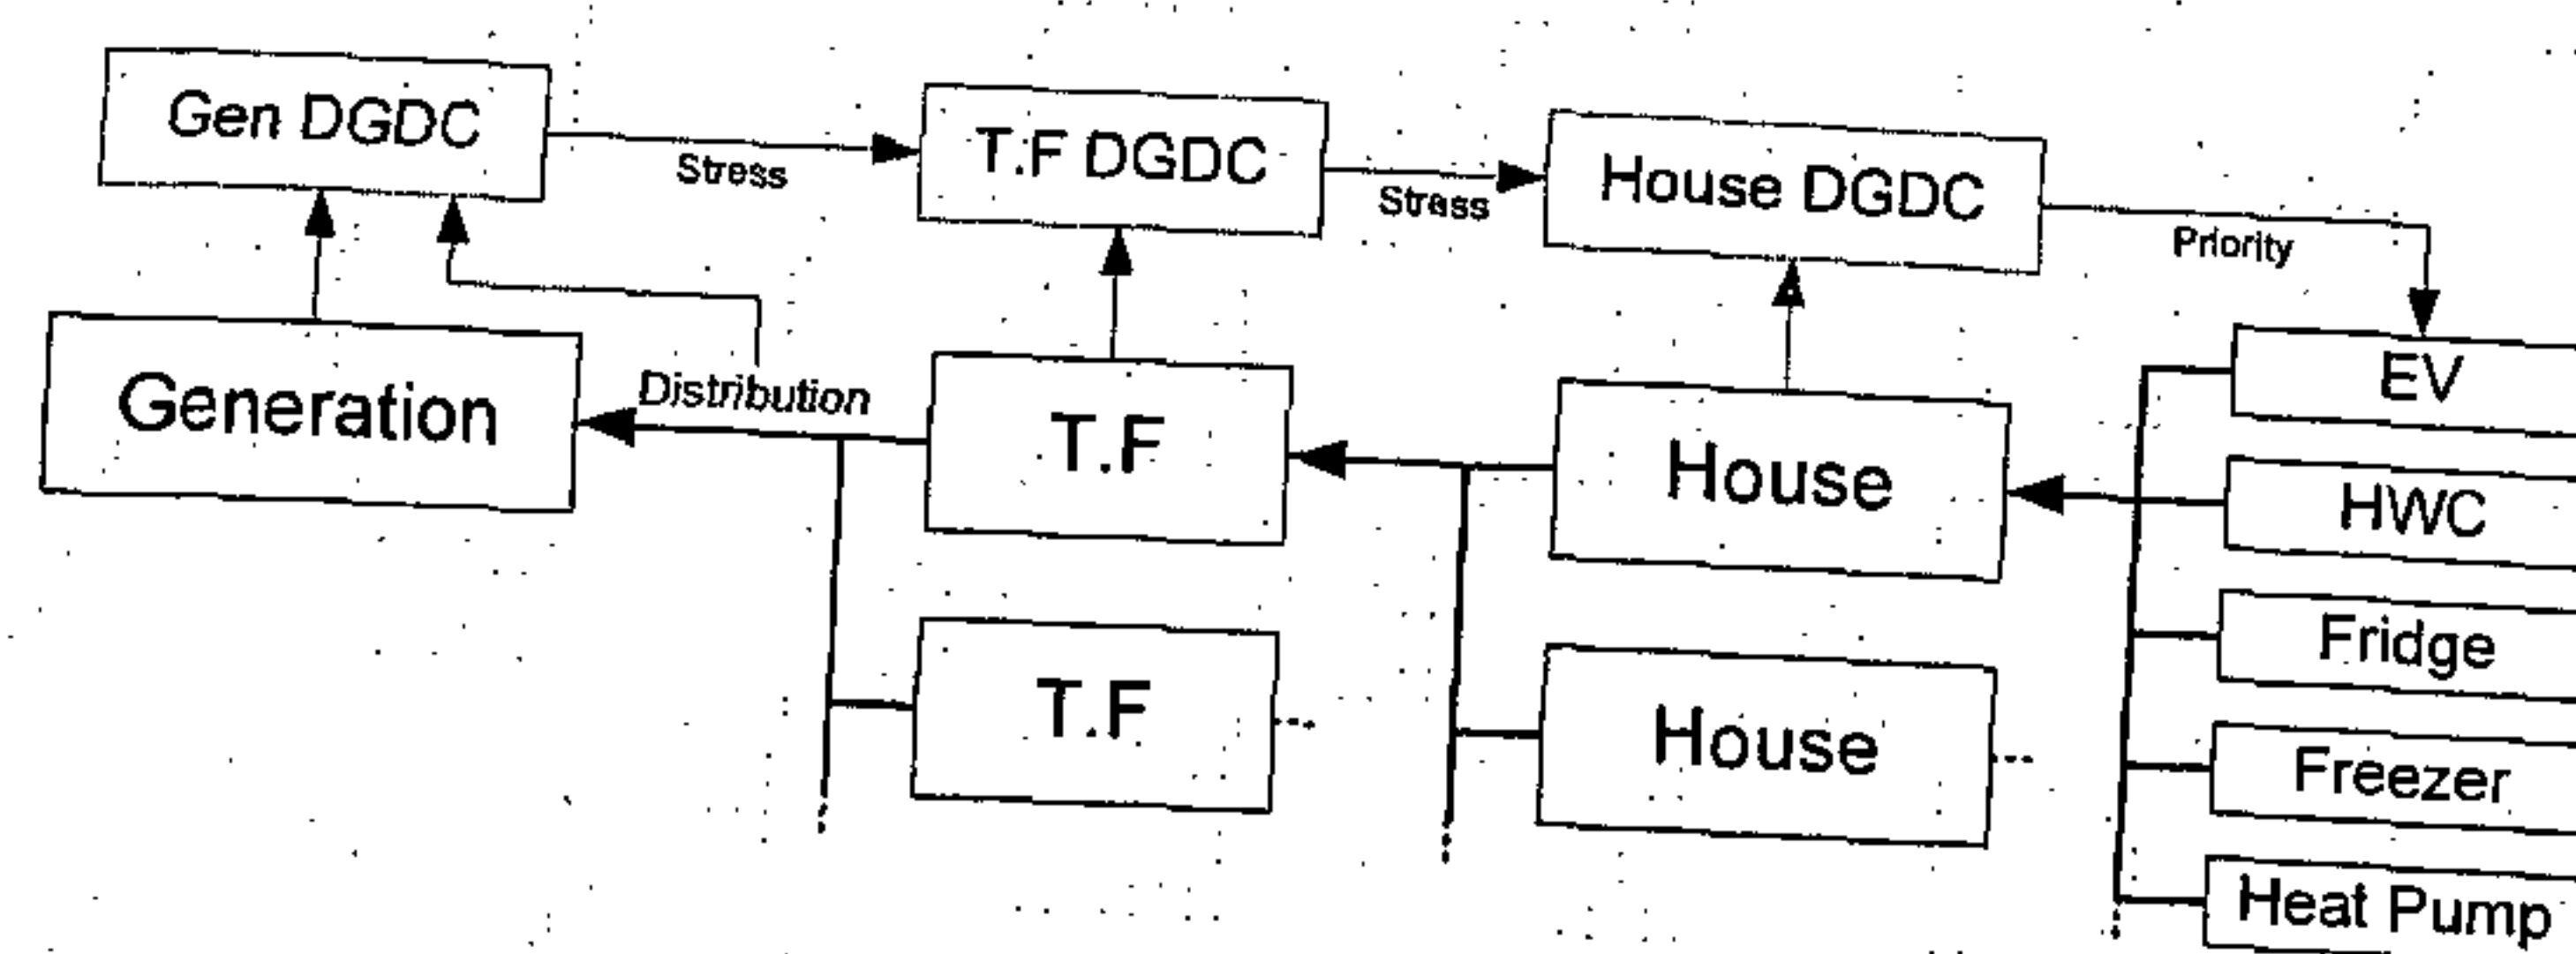 Gen DGDC
Stress
T.F DGDC
Stress
House DGDC
Priority
Generation
Distribution
T.F
House
EV
HWC
Fridge
Freezer
Heat Pump
T.F
House